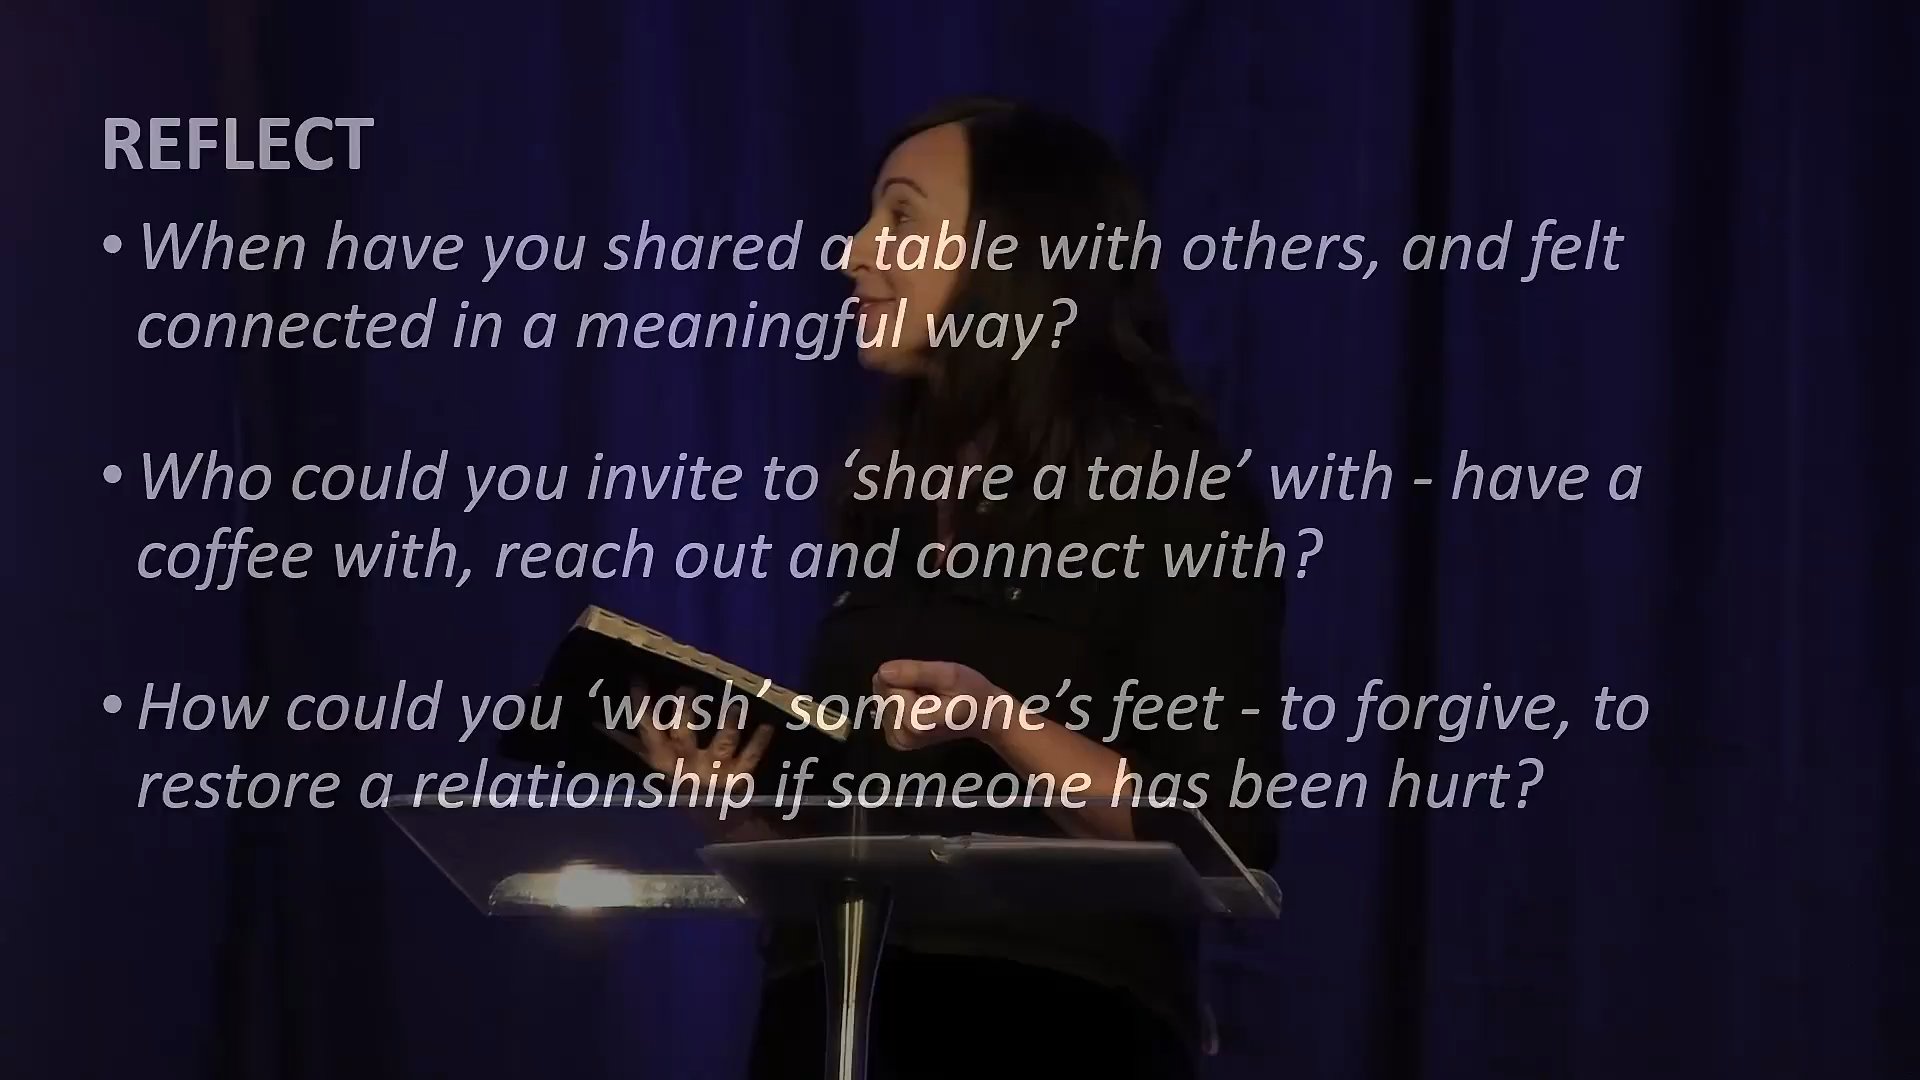 REFLECT
• When have you shared a table with others, and felt
connected in a meaningful way?
• Who could you invite to ‘share a table’ with - have a
coffee with, reach out and connect with?
• How could you ‘wash’ someone’s feet - to forgive, to
restore a relationship if someone has been hurt?